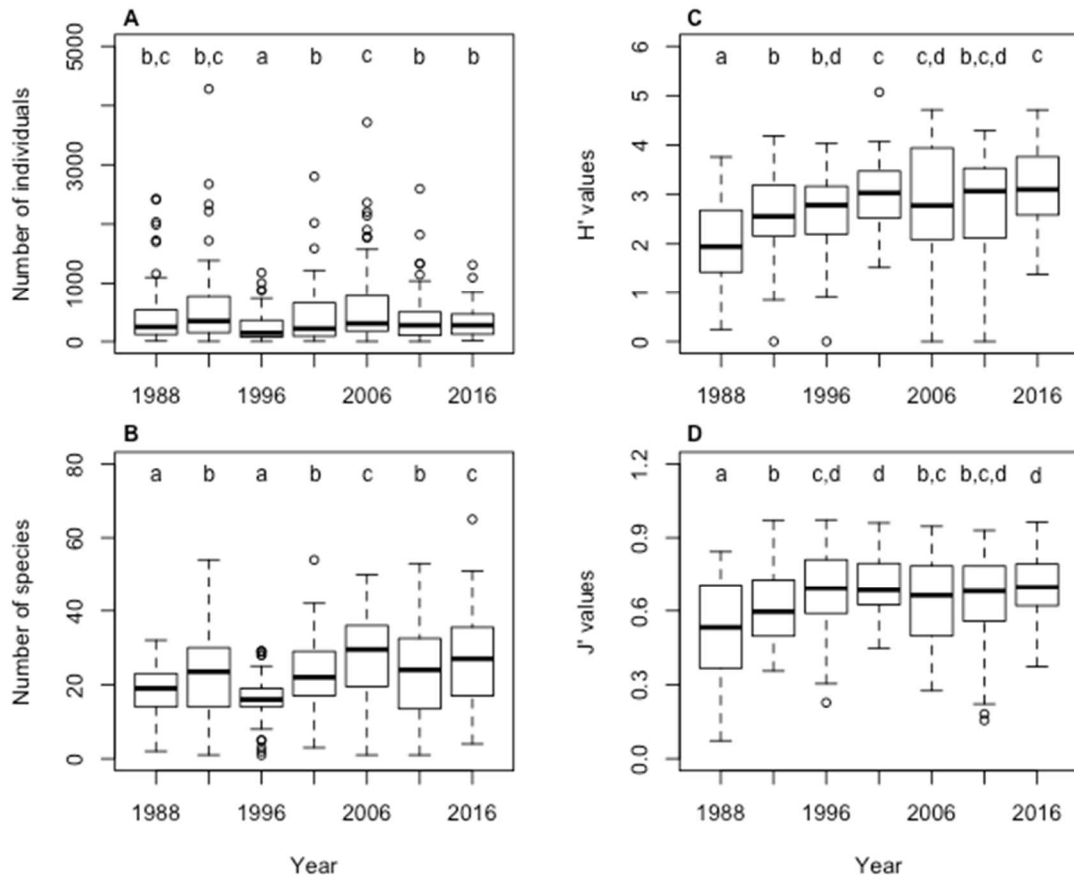 A
Number of individuals
5000
3000
1000
0
b,c b,c a b c b b
1988 1996 2006 2016
B
Number of species
80
60
40
20
0
a b a b c b c
1988 1996 2006 2016
Year
C
H' values
6
5
4
3
2
1
0
a b b,d c c,d b,c,d c
1988 1996 2006 2016
D
J' values
1.2
0.9
0.6
0.3
0.0
a b c,d d b,c b,c,d d
1988 1996 2006 2016
Year